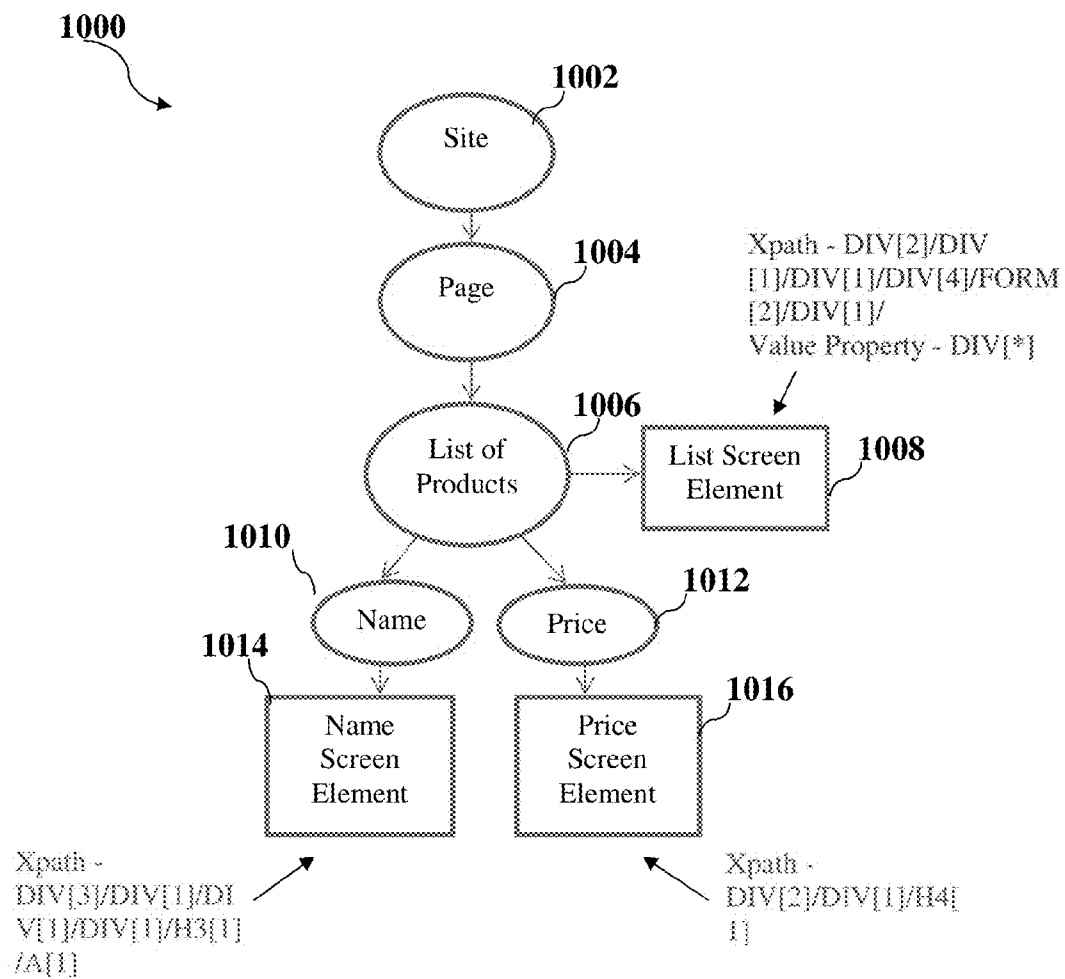 1000
1002
Site
1004
Page
Xpath - DIV[2]/DIV
[1]/DIV[1]/DIV[4]/FORM
[2]/DIV[1]/
Value Property - DIV[*]
1006
List of
Products
List Screen
Element
1008
1010
Name
1012
Price
1014
Name
Screen
Element
1016
Price
Screen
Element
Xpath -
DIV[3]/DIV[1]/DI
V[1]/DIV[1]/H3[1]
/A[1]
Xpath -
DIV[2]/DIV[1]/H4[
1]